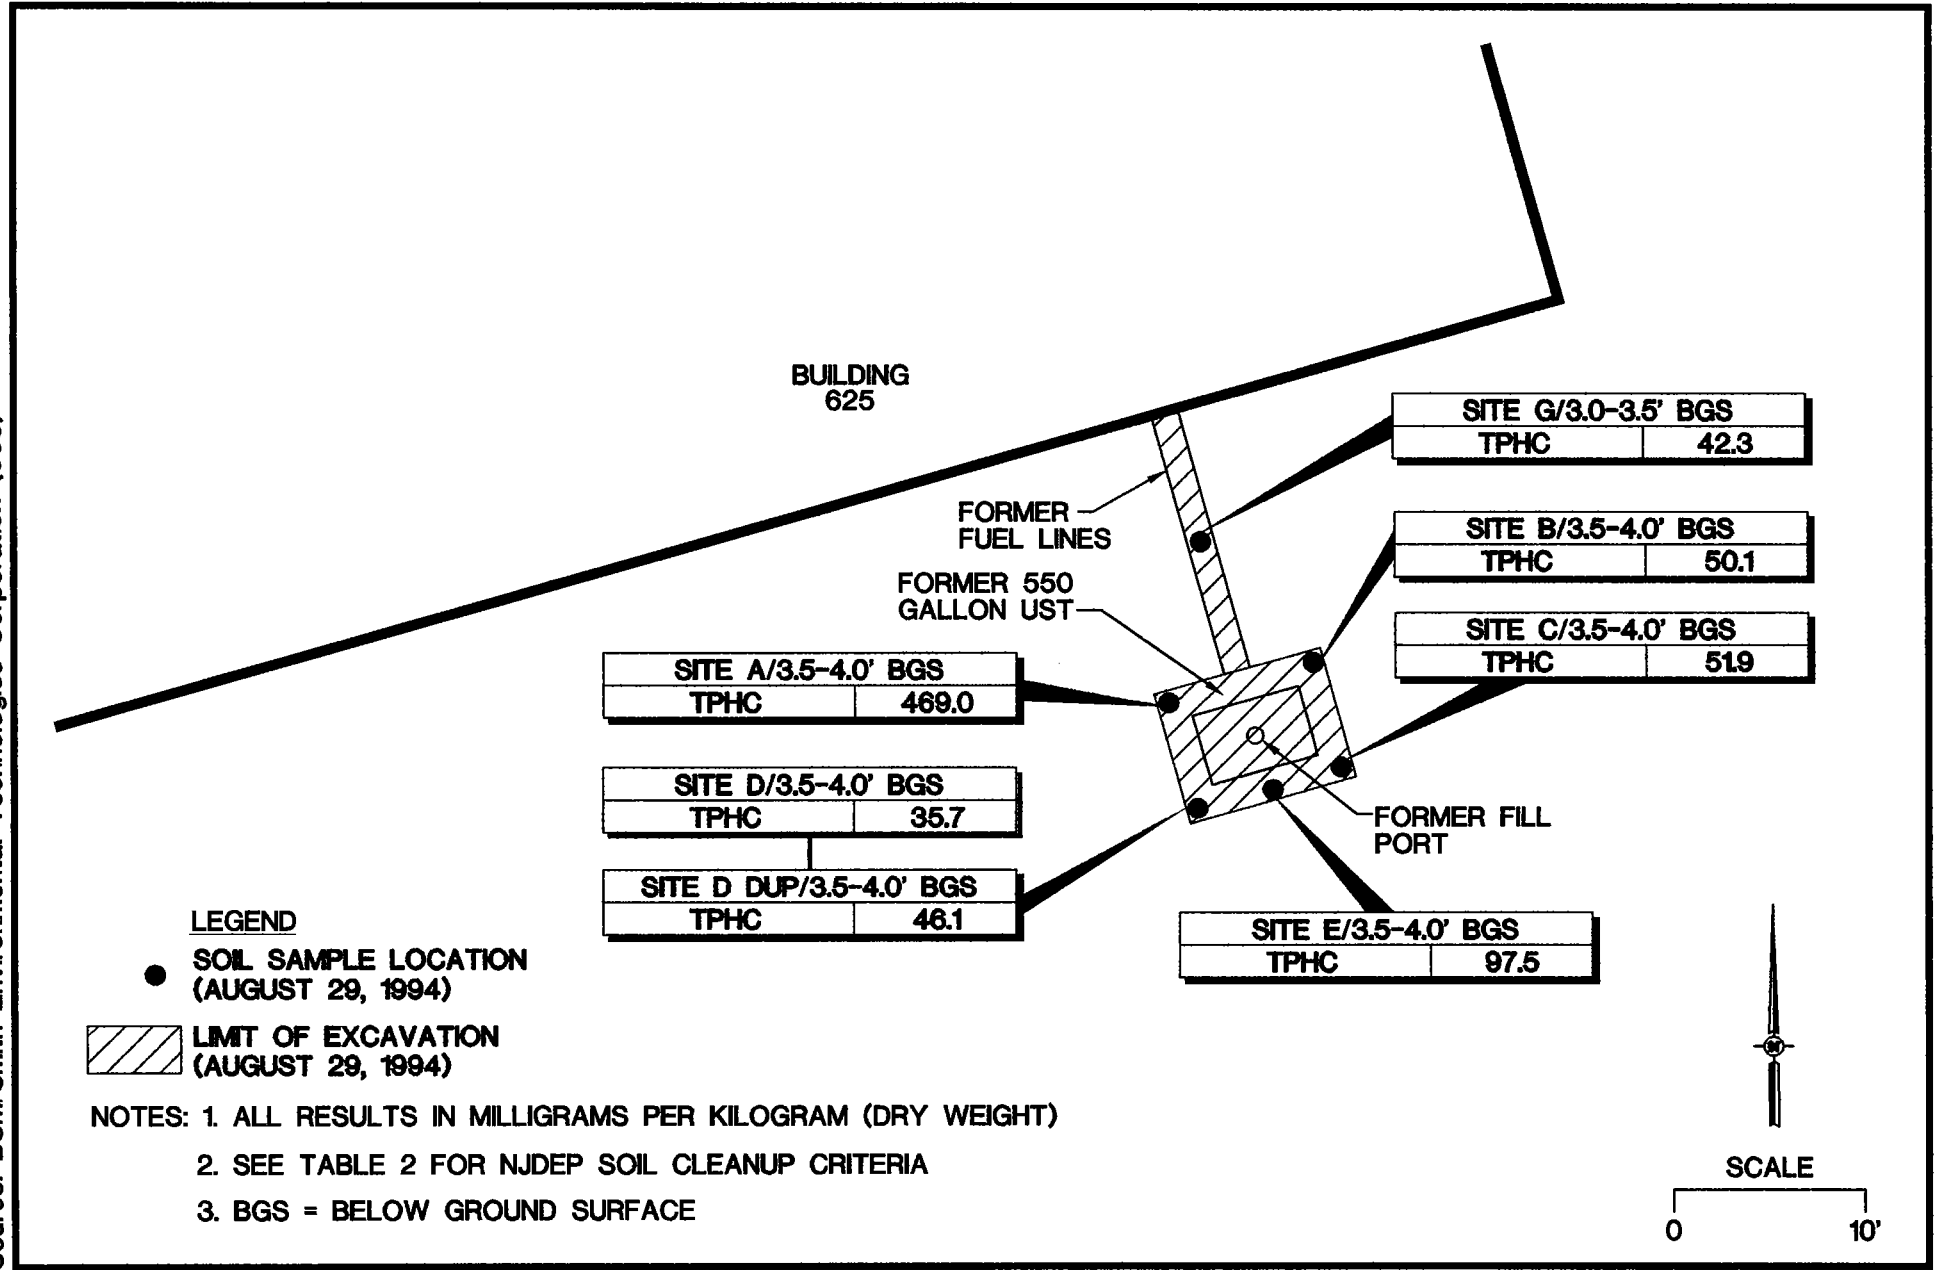 BUILDING
625
SITE G/3.0-3.5' BGS
TPHC 42.3
FORMER
FUEL LINES
SITE B/3.5-4.0' BGS
TPHC 50.1
FORMER 550
GALLON UST
SITE C/3.5-4.0' BGS
TPHC 51.9
SITE A/3.5-4.0' BGS
TPHC 469.0
SITE D/3.5-4.0' BGS
TPHC 35.7
FORMER FILL
PORT
SITE D DUP/3.5-4.0' BGS
TPHC 46.1
SITE E/3.5-4.0' BGS
TPHC 97.5
LEGEND
SOIL SAMPLE LOCATION
(AUGUST 29, 1994)
LIMIT OF EXCAVATION
(AUGUST 29, 1994)
NOTES: 1. ALL RESULTS IN MILLIGRAMS PER KILOGRAM (DRY WEIGHT)
2. SEE TABLE 2 FOR NJDEP SOIL CLEANUP CRITERIA
3. BGS = BELOW GROUND SURFACE
SCALE
0 10'